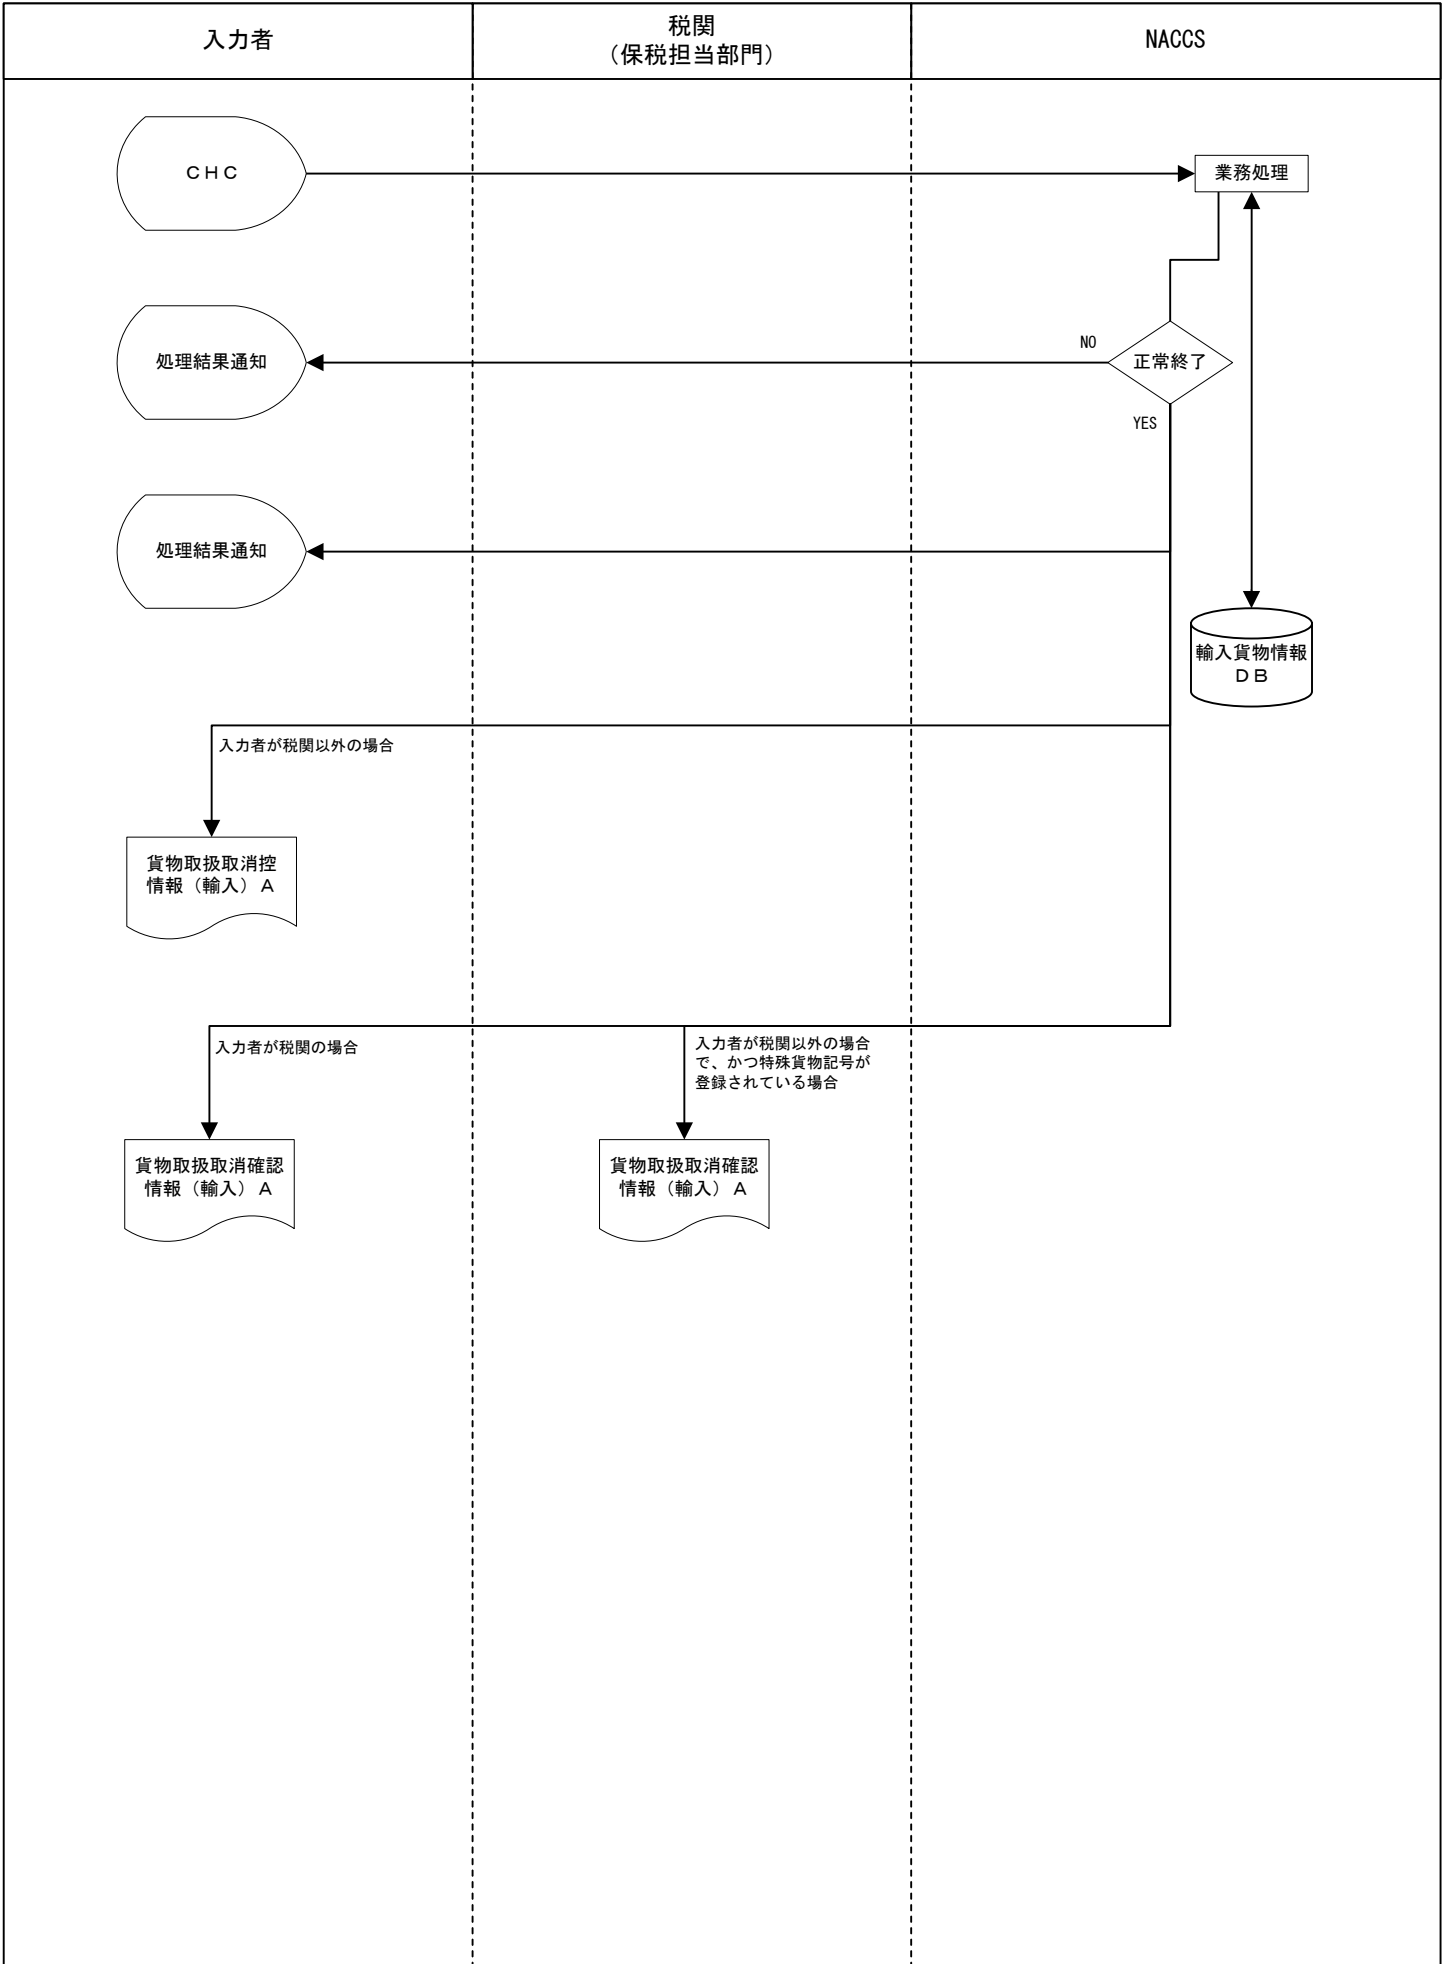 入力者
税関
（保税担当部門）
NACCS
ＣＨＣ
業務処理
処理結果通知
NO
正常終了
YES
処理結果通知
輸入貨物情報
ＤＢ
入力者が税関以外の場合
貨物取扱取消控
情報（輸入）Ａ
入力者が税関の場合
入力者が税関以外の場合
で、かつ特殊貨物記号が
登録されている場合
貨物取扱取消確認
情報（輸入）Ａ
貨物取扱取消確認
情報（輸入）Ａ